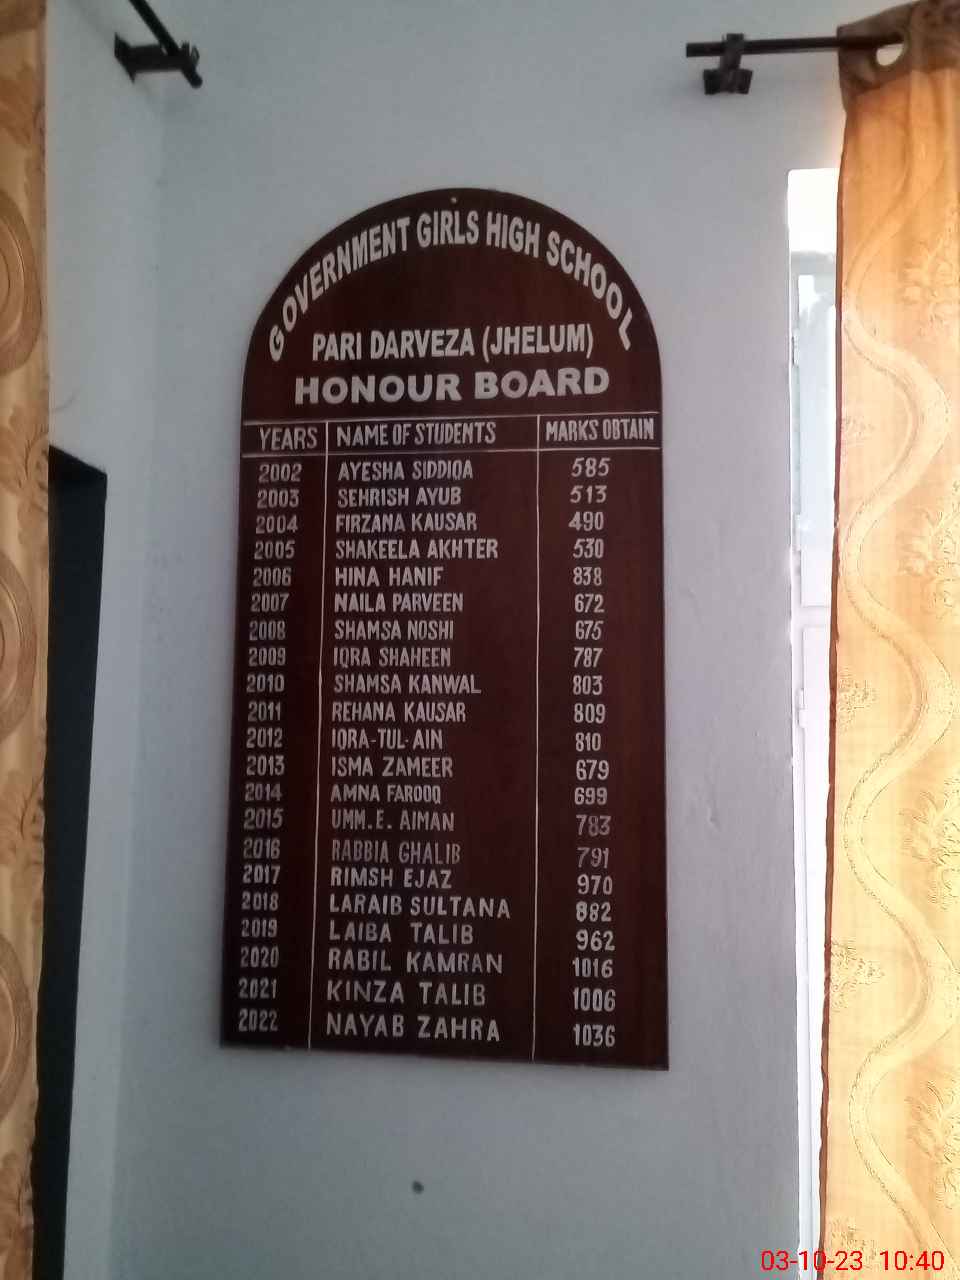 GOVERNMENT GIRLS HIGH SCHOOL
PARI DARVEZA (JHELUM)
HONOUR BOARD
YEARS NAME OF STUDENTS MARKS OBTAIN
2002 AYESHA SIDDIQA 585
2003 SEHRISH AYUB 513
2004 FIRZANA KAUSAR 490
2005 SHAKEELA AKHTER 530
2006 HINA HANIF 838
2007 NAILA PARVEEN 672
2008 SHAMSA NOSHI 675
2009 IQRA SHAHEEN 787
2010 SHAMSA KANWAL 803
2011 REHANA KAUSAR 809
2012 IQRA-TUL-AIN 810
2013 ISMA ZAMEER 679
2014 AMNA FAROOQ 699
2015 UMM.E. AIMAN 783
2016 RABBIA GHALIB 791
2017 RIMSH EJAZ 970
2018 LARAIB SULTANA 882
2019 LAIBA TALIB 962
2020 RABIL KAMRAN 1016
2021 KINZA TALIB 1006
2022 NAYAB ZAHRA 1036
03-10-23 10:40